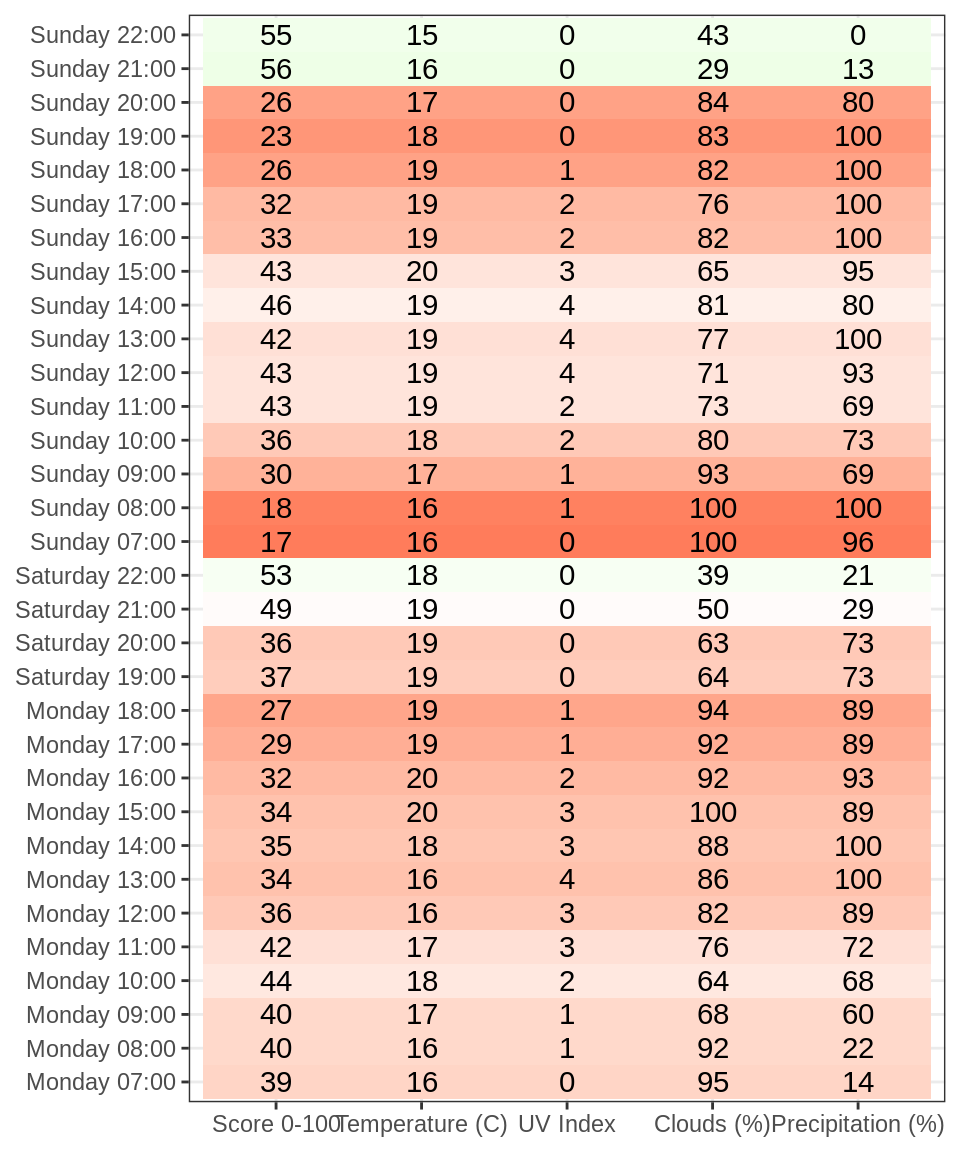 Sunday 22:00 55 15 0 43 0
Sunday 21:00 56 16 0 29 13
Sunday 20:00 26 17 0 84 80
Sunday 19:00 23 18 0 83 100
Sunday 18:00 26 19 1 82 100
Sunday 17:00 32 19 2 76 100
Sunday 16:00 33 19 2 82 100
Sunday 15:00 43 20 3 65 95
Sunday 14:00 46 19 4 81 80
Sunday 13:00 42 19 4 77 100
Sunday 12:00 43 19 4 71 93
Sunday 11:00 43 19 2 73 69
Sunday 10:00 36 18 2 80 73
Sunday 09:00 30 17 1 93 69
Sunday 08:00 18 16 1 100 100
Sunday 07:00 17 16 0 100 96
Saturday 22:00 53 18 0 39 21
Saturday 21:00 49 19 0 50 29
Saturday 20:00 36 19 0 63 73
Saturday 19:00 37 19 0 64 73
Monday 18:00 27 19 1 94 89
Monday 17:00 29 19 1 92 89
Monday 16:00 32 20 2 92 93
Monday 15:00 34 20 3 100 89
Monday 14:00 35 18 3 88 100
Monday 13:00 34 16 4 86 100
Monday 12:00 36 16 3 82 89
Monday 11:00 42 17 3 76 72
Monday 10:00 44 18 2 64 68
Monday 09:00 40 17 1 68 60
Monday 08:00 40 16 1 92 22
Monday 07:00 39 16 0 95 14
Score 0-100 Temperature (C) UV Index Clouds (%) Precipitation (%)